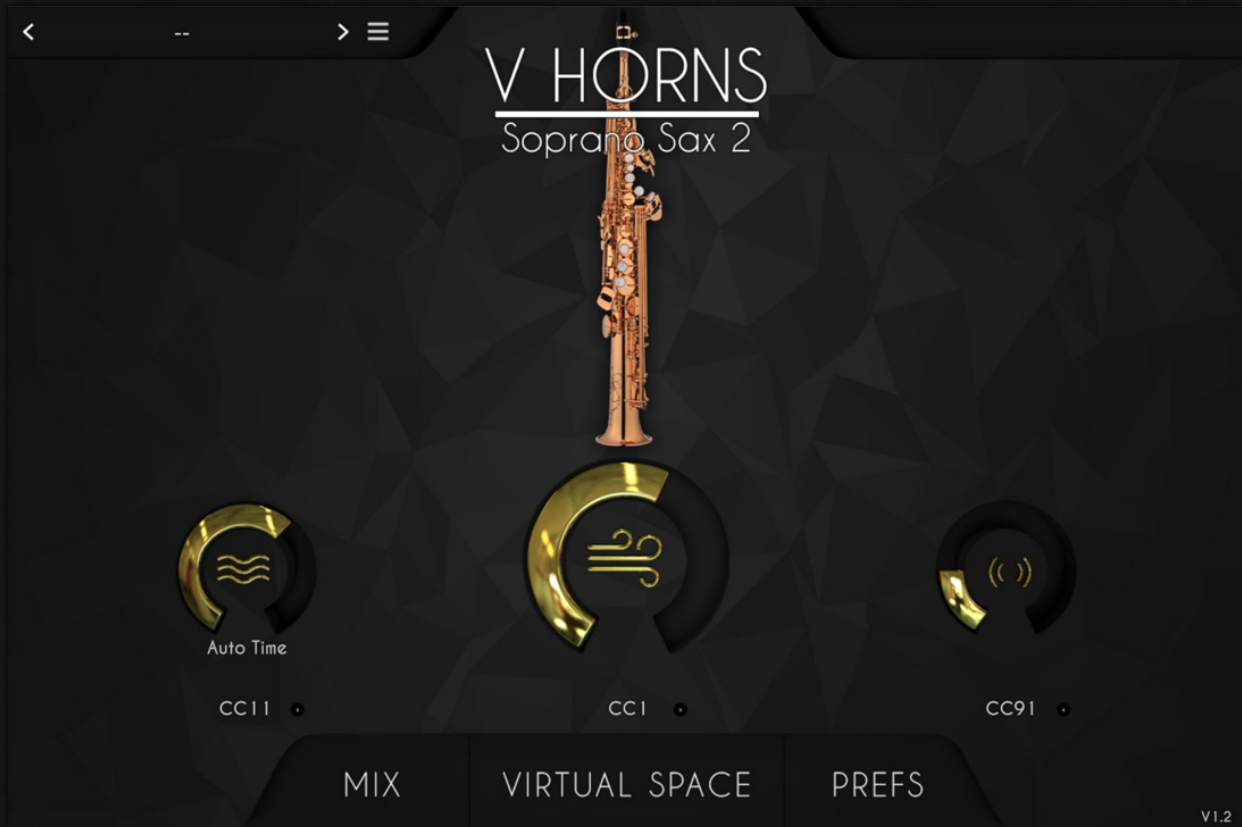 --
V HORNS
Soprano Sax 2
Auto Time
CC11
CC1
CC91
MIX
VIRTUAL SPACE
PREFS
V1.2